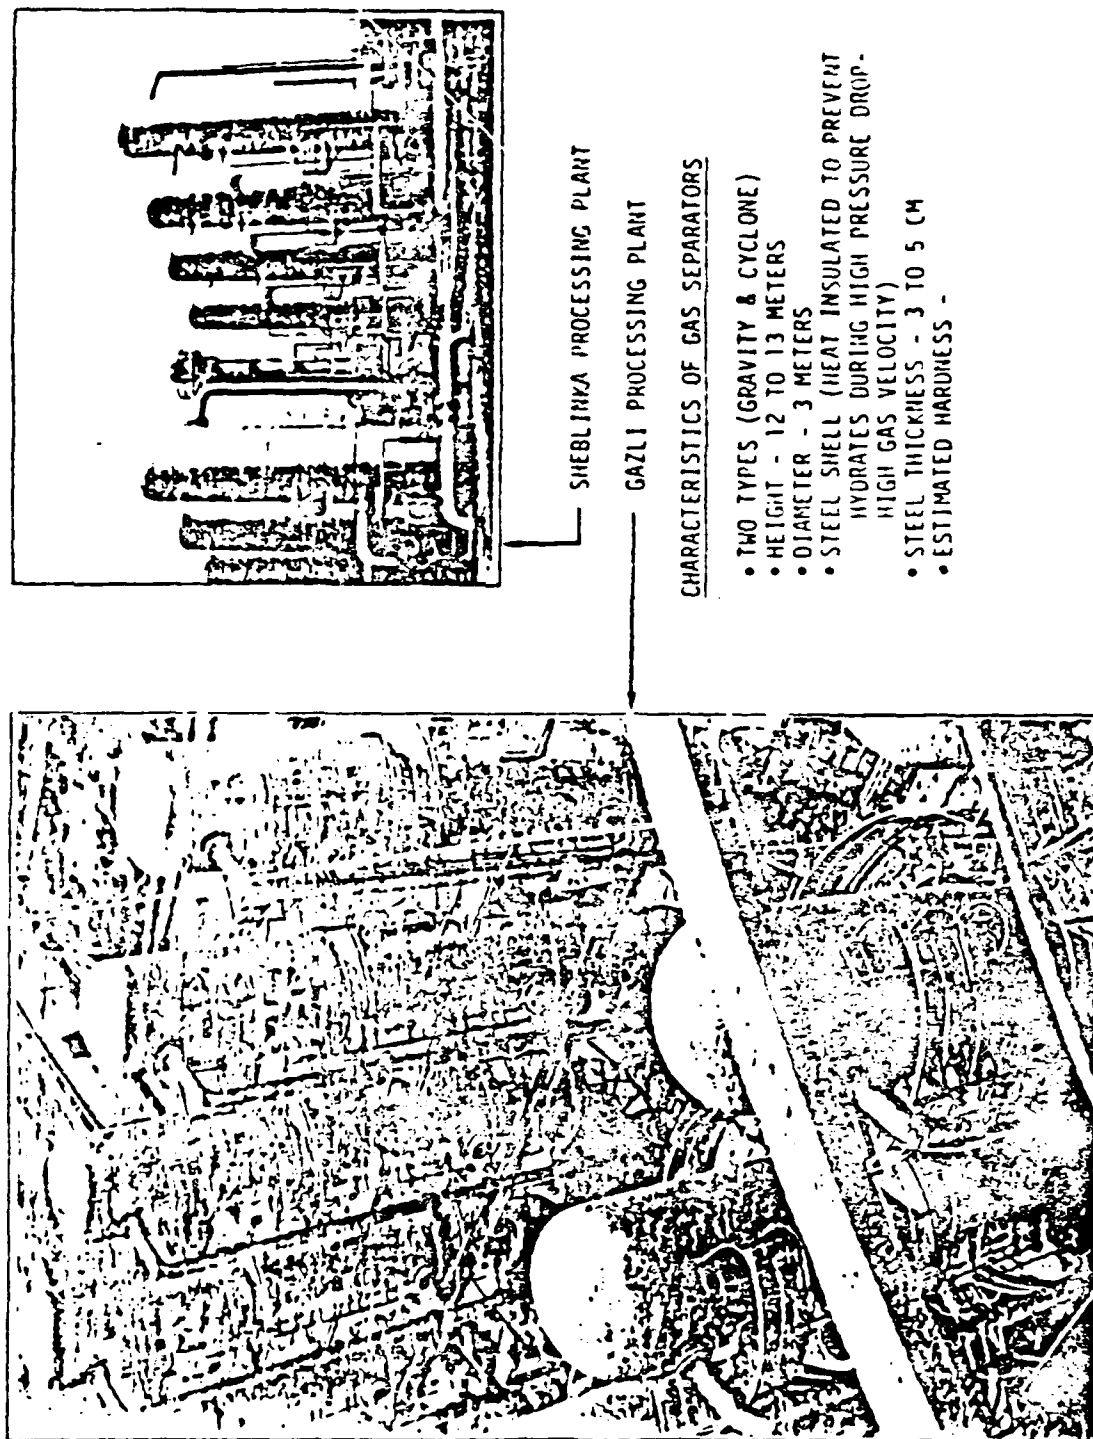 SHEBLINKA PROCESSING PLANT
GAZLI PROCESSING PLANT
CHARACTERISTICS OF GAS SEPARATORS
• TWO TYPES (GRAVITY & CYCLONE)
• HEIGHT - 12 TO 13 METERS
• DIAMETER - 3 METERS
• STEEL SHELL (HEAT INSULATED TO PREVENT
HYDRATES DURING HIGH PRESSURE DROP-
HIGH GAS VELOCITY)
• STEEL THICKNESS - 3 TO 5 CM
• ESTIMATED HARDNESS -